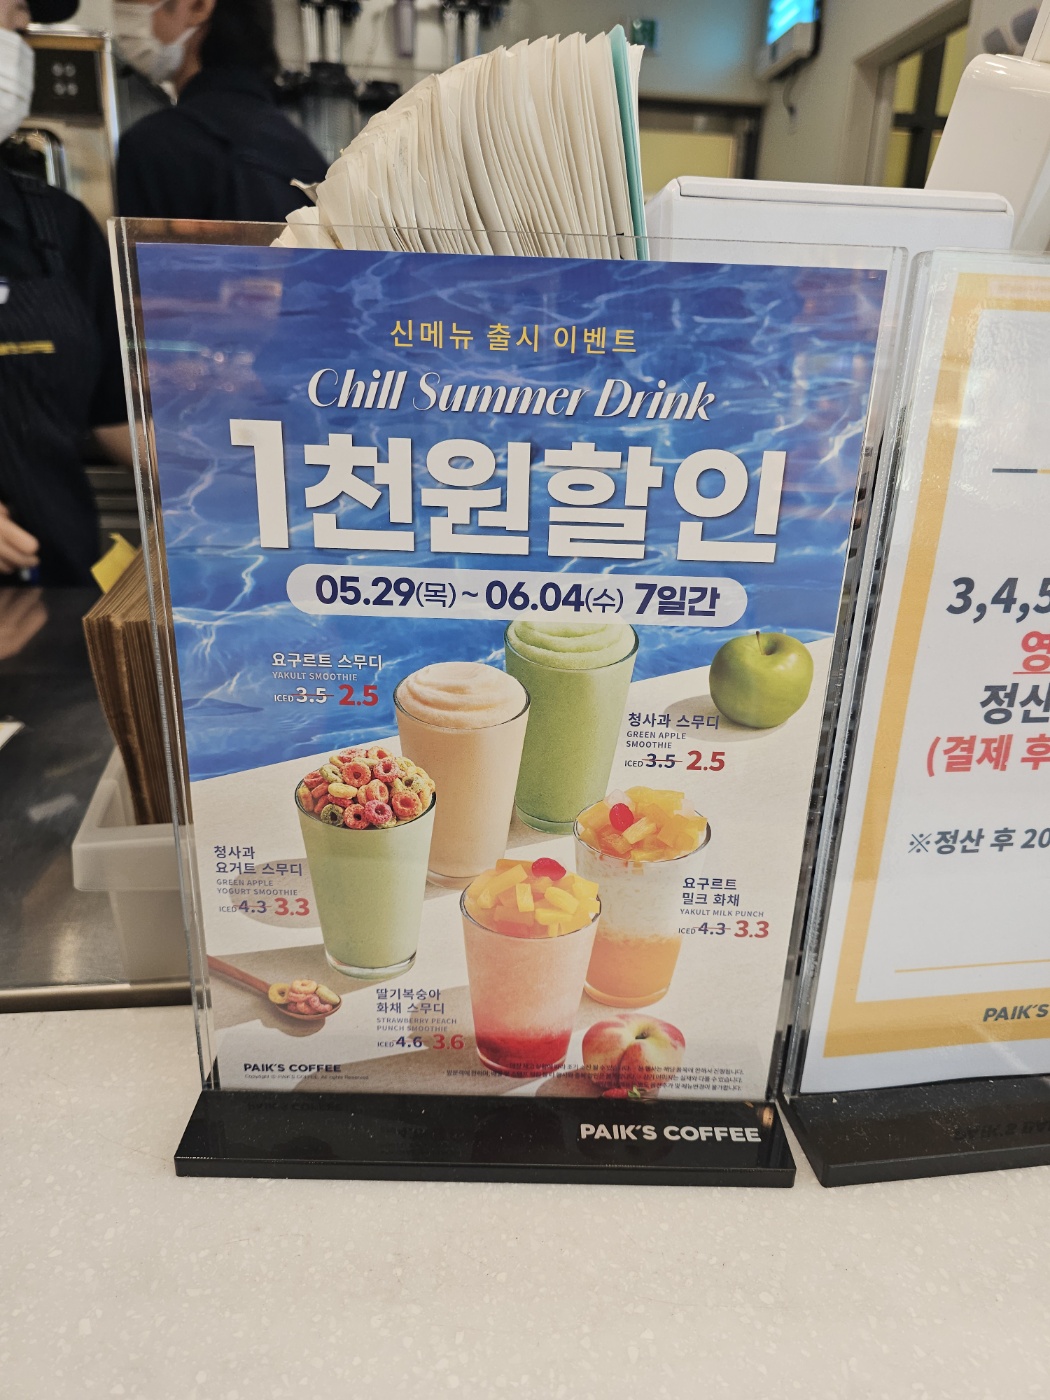 신메뉴 출시 이벤트
Chill Summer Drink
1천원할인
05.29(목) ~ 06.04(수) 7일간
요구르트 스무디
YAKULT SMOOTHIE
ICED 3.5 2.5
청사과 스무디
GREEN APPLE
SMOOTHIE
ICED 3.5 2.5
청사과
요거트 스무디
GREEN APPLE
YOGURT SMOOTHIE
ICED 4.3 3.3
요구르트
밀크 화채
YAKULT MILK PUNCH
ICED 4.3 3.3
딸기복숭아
화채 스무디
STRAWBERRY PEACH
PUNCH SMOOTHIE
ICED 4.6 3.6
PAIK'S COFFEE
PAIK'S COFFEE
3,4,5
정산
(결제 후
※정산 후 20
PAIK'S